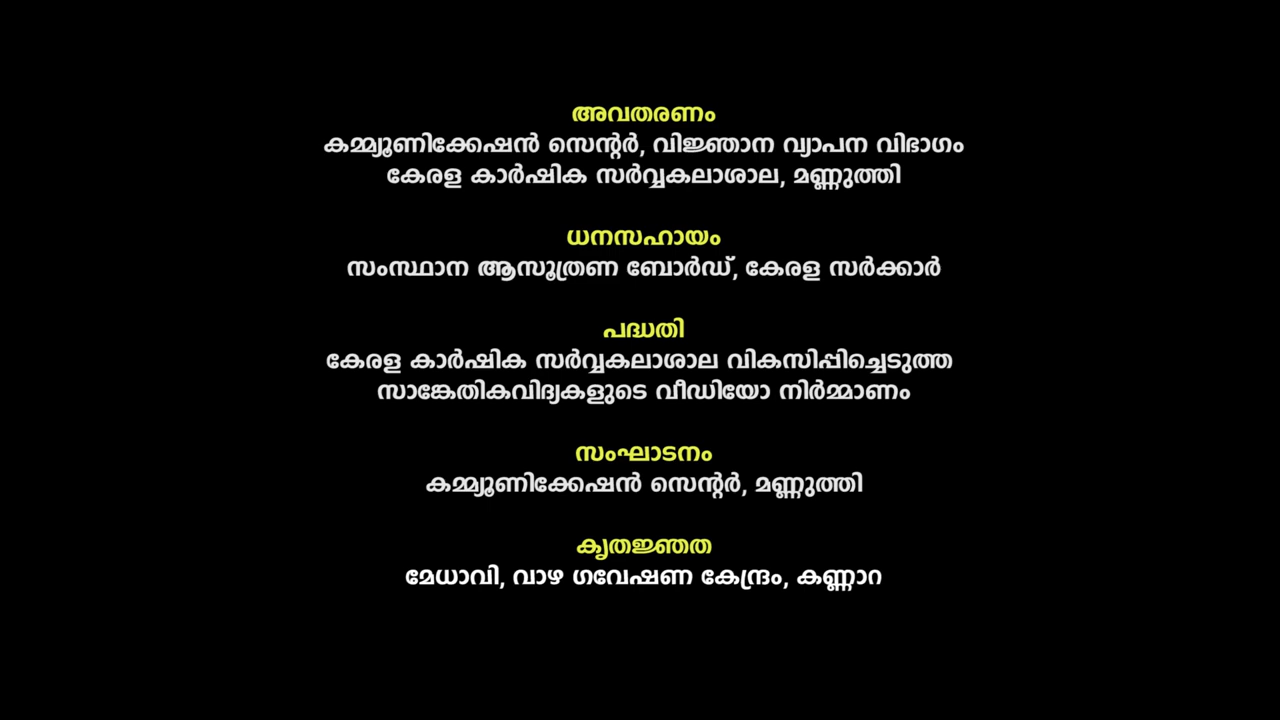 അവതരണം
കമ്മ്യൂണിക്കേഷൻ സെന്റർ, വിജ്ഞാന വ്യാപന വിഭാഗം
കേരള കാർഷിക സർവ്വകലാശാല, മണ്ണുത്തി
ധനസഹായം
സംസ്ഥാന ആസൂത്രണ ബോർഡ്, കേരള സർക്കാർ
പദ്ധതി
കേരള കാർഷിക സർവ്വകലാശാല വികസിപ്പിച്ചെടുത്ത
സാങ്കേതികവിദ്യകളുടെ വീഡിയോ നിർമ്മാണം
സംഘാടനം
കമ്മ്യൂണിക്കേഷൻ സെന്റർ, മണ്ണുത്തി
കൃതജ്ഞത
മേധാവി, വാഴ ഗവേഷണ കേന്ദ്രം, കണ്ണാറ